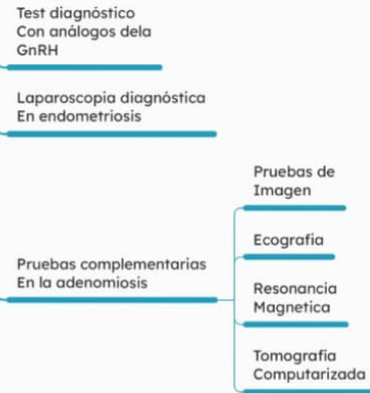 Test diagnóstico
Con análogos dela
GnRH
Laparoscopia diagnóstica
En endometriosis
Pruebas complementarias
En la adenomiosis
Pruebas de
Imagen
Ecografía
Resonancia
Magnetica
Tomografía
Computarizada